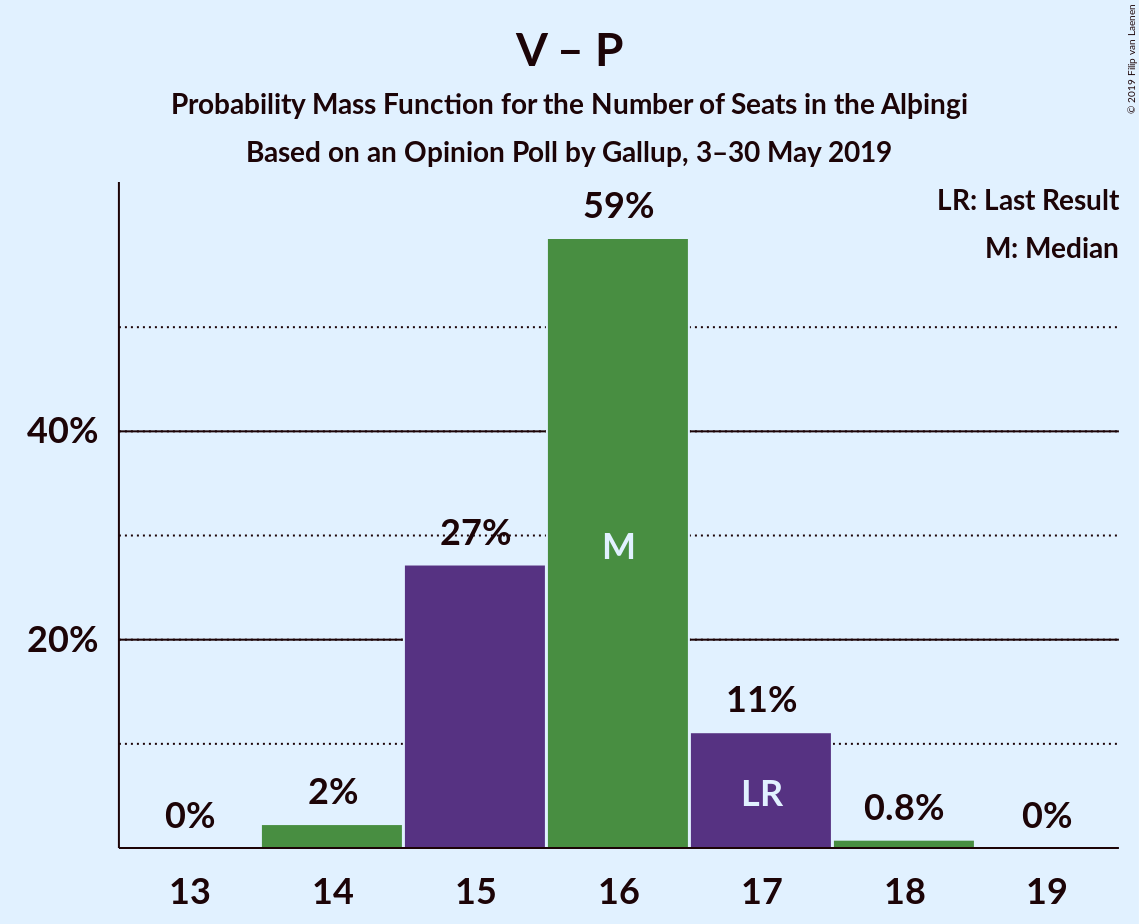 V – P
Probability Mass Function for the Number of Seats in the Alþingi
Based on an Opinion Poll by Gallup, 3–30 May 2019
© 2019 Filip van Laenen
LR: Last Result
M: Median
59%
40%
27%
M
20%
11%
LR
2%
0.8%
0%
0%
13 14 15 16 17 18 19